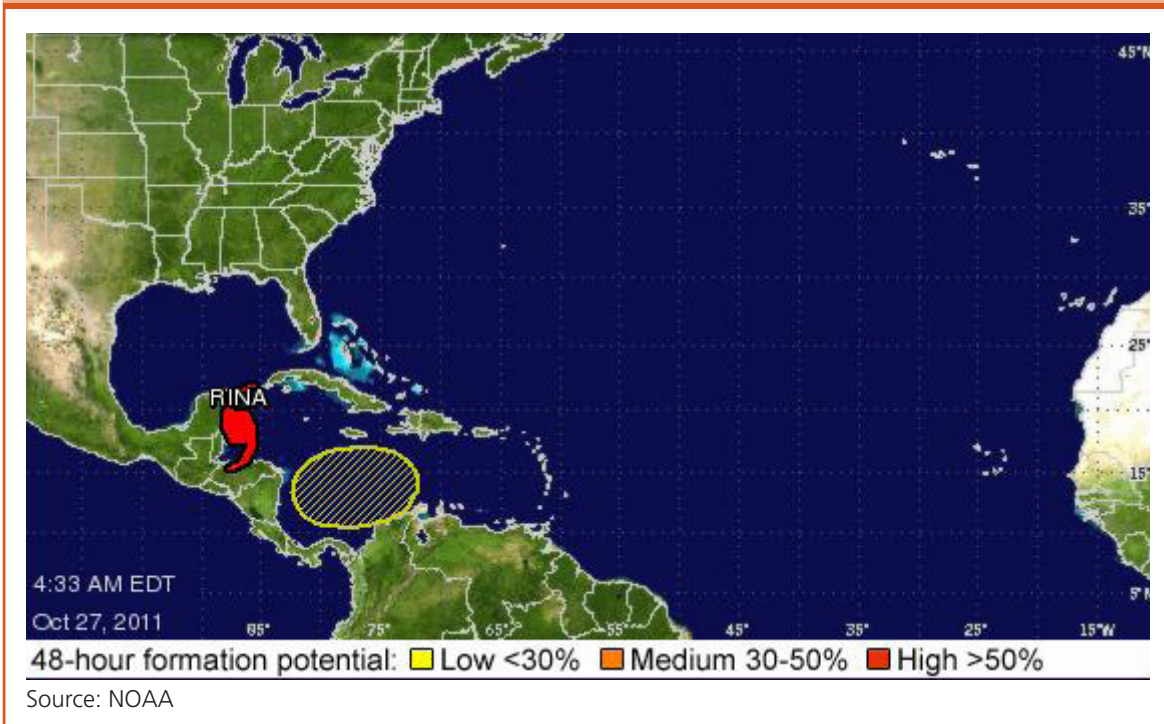 45°N
35°
25°
RINA
15°
4:33 AM EDT
5°N
Oct 27, 2011
85° 75° 65° 55° 45° 35° 25° 15°W
48-hour formation potential: Low <30% Medium 30-50% High >50%
Source: NOAA